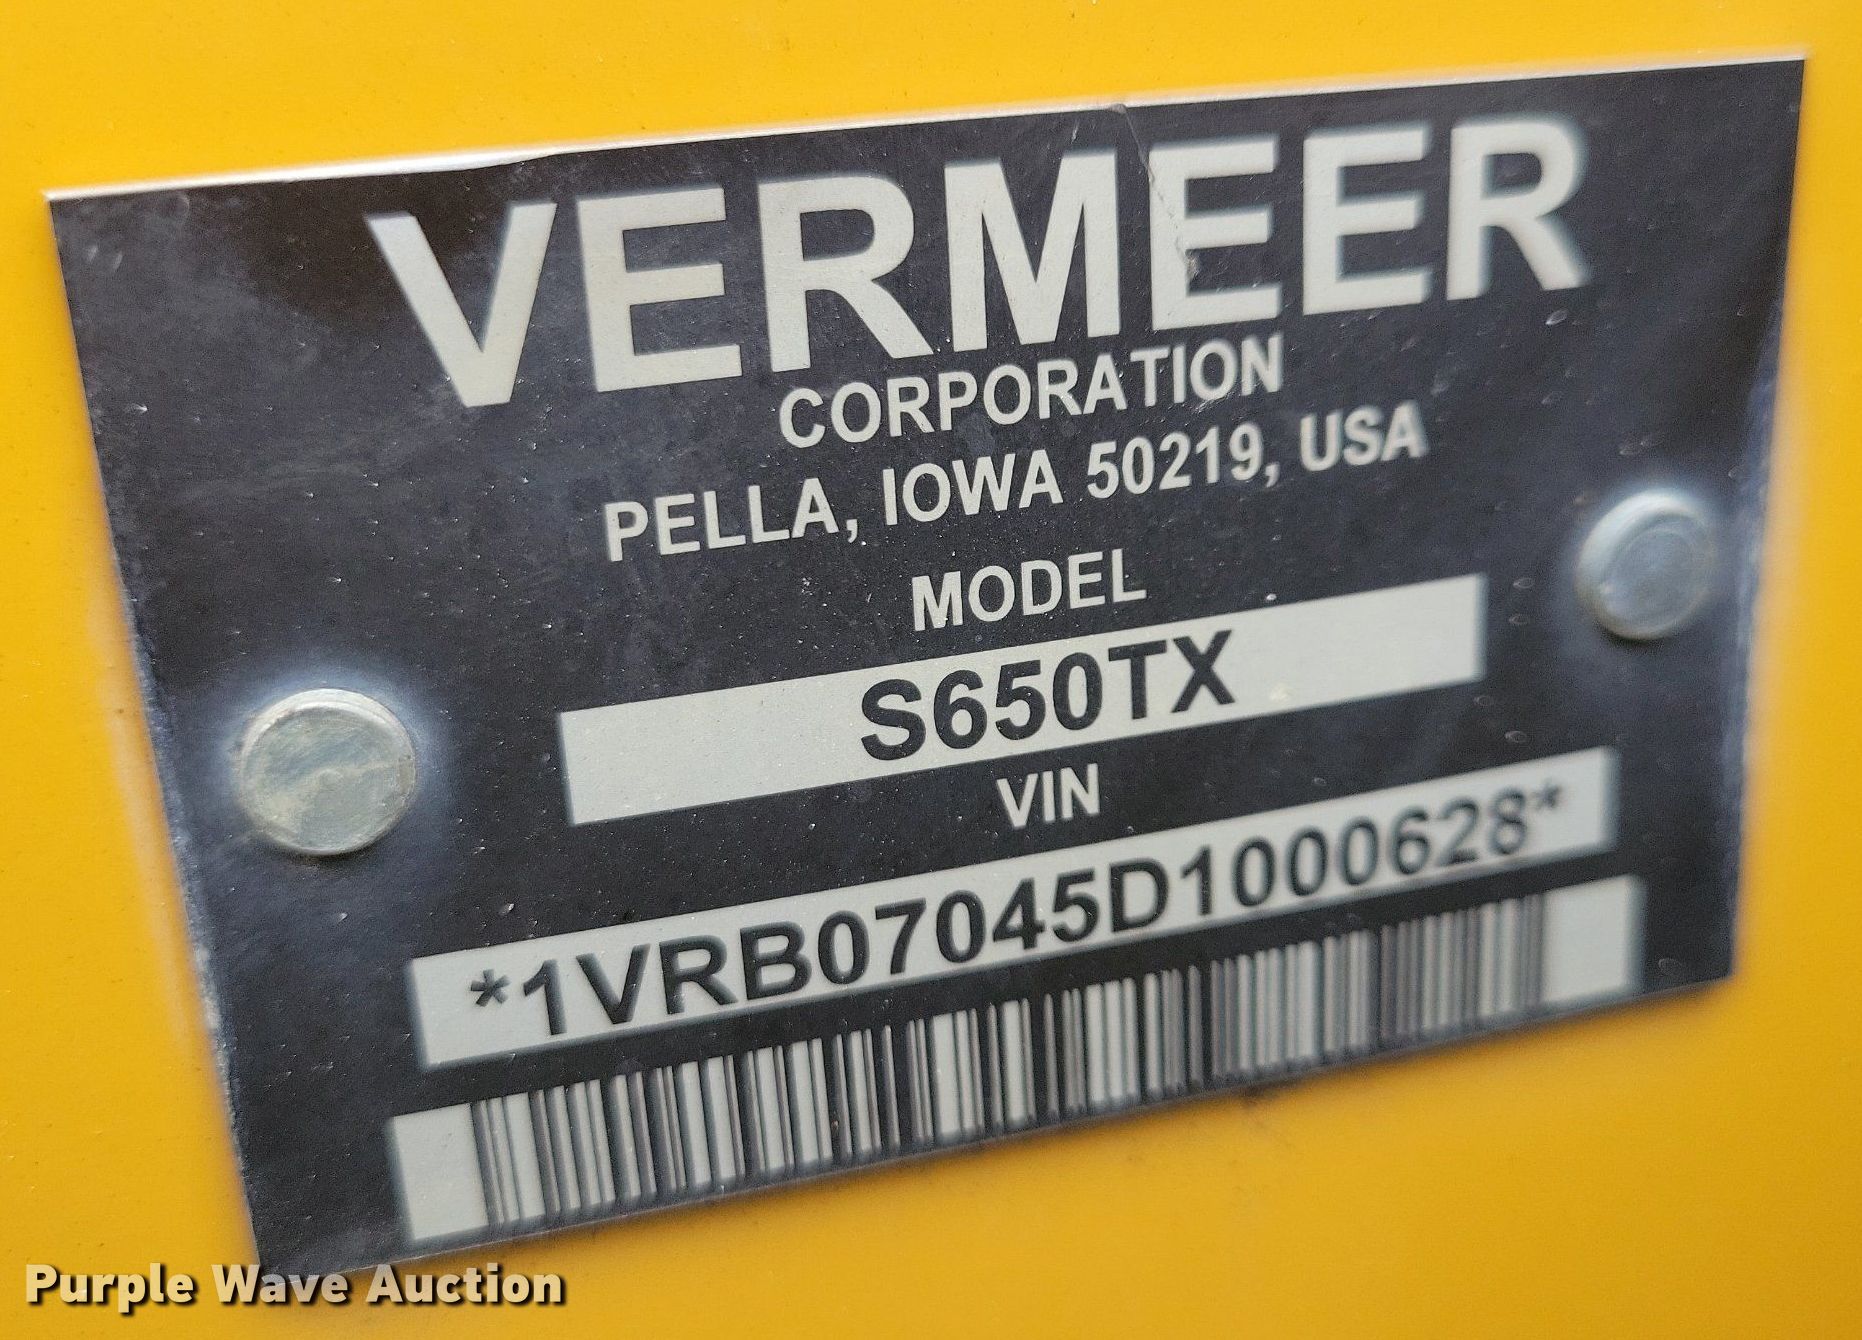 VERMEER
CORPORATION
PELLA, IOWA 50219, USA
MODEL
S650TX
VIN
*1VRB07045D1000628*
Purple Wave Auction